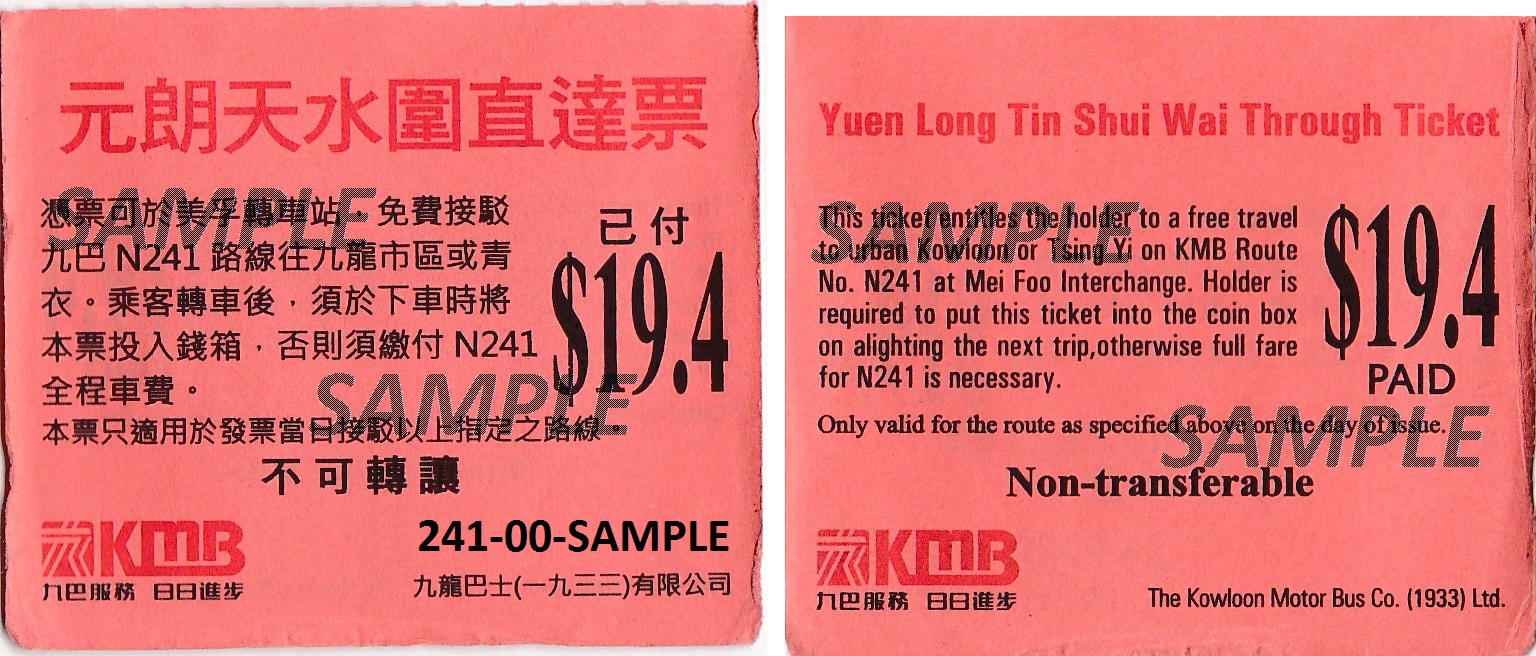 元朗天水圍直達票
SAMPLE
憑票可於美孚轉車站，免費接駁
九巴 N241 路線往九龍市區或青
衣。乘客轉車後，須於下車時將
本票投入錢箱，否則須繳付 N241
全程車費。
已付
$19.4
SAMPLE
本票只適用於發票當日接駁以上指定之路線。
不可轉讓
241-00-SAMPLE
KMB
九巴服務 日日進步
九龍巴士(一九三三)有限公司
Yuen Long Tin Shui Wai Through Ticket
SAMPLE
This ticket entitles the holder to a free travel
to urban Kowloon or Tsing Yi on KMB Route
No. N241 at Mei Foo Interchange. Holder is
required to put this ticket into the coin box
on alighting the next trip,otherwise full fare
for N241 is necessary.
$19.4
PAID
SAMPLE
Only valid for the route as specified above on the day of issue.
Non-transferable
KMB
九巴服務 日日進步
The Kowloon Motor Bus Co. (1933) Ltd.